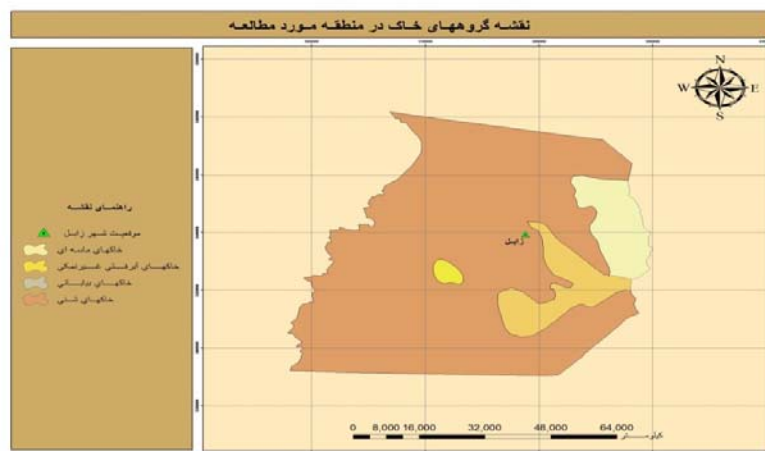 نقشه گروههای خاک در منطقه مورد مطالعه
N
W E
S
راهنمای نقشه
موقعیت شهر زابل
خاکهای ماسه ای
خاکهای آبرفتی غیرنمکی
خاکهای بیابانی
خاکهای شنی
زابل
0 8,000 16,000 32,000 48,000 64,000
کیلومتر